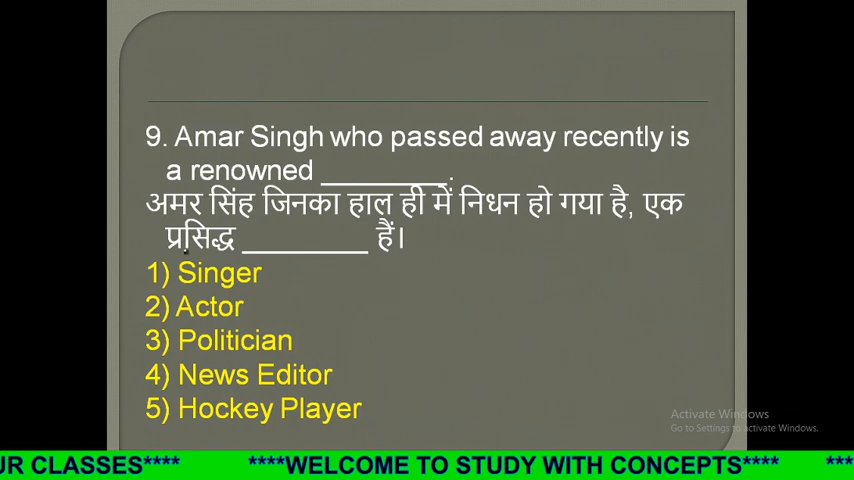 9. Amar Singh who passed away recently is
a renowned ________.
अमर सिंह जिनका हाल ही में निधन हो गया है, एक
प्रसिद्ध ________ हैं।
1) Singer
2) Actor
3) Politician
4) News Editor
5) Hockey Player
Activate Windows
Go to Settings to activate Windows.
UR CLASSES**** ****WELCOME TO STUDY WITH CONCEPTS**** ***